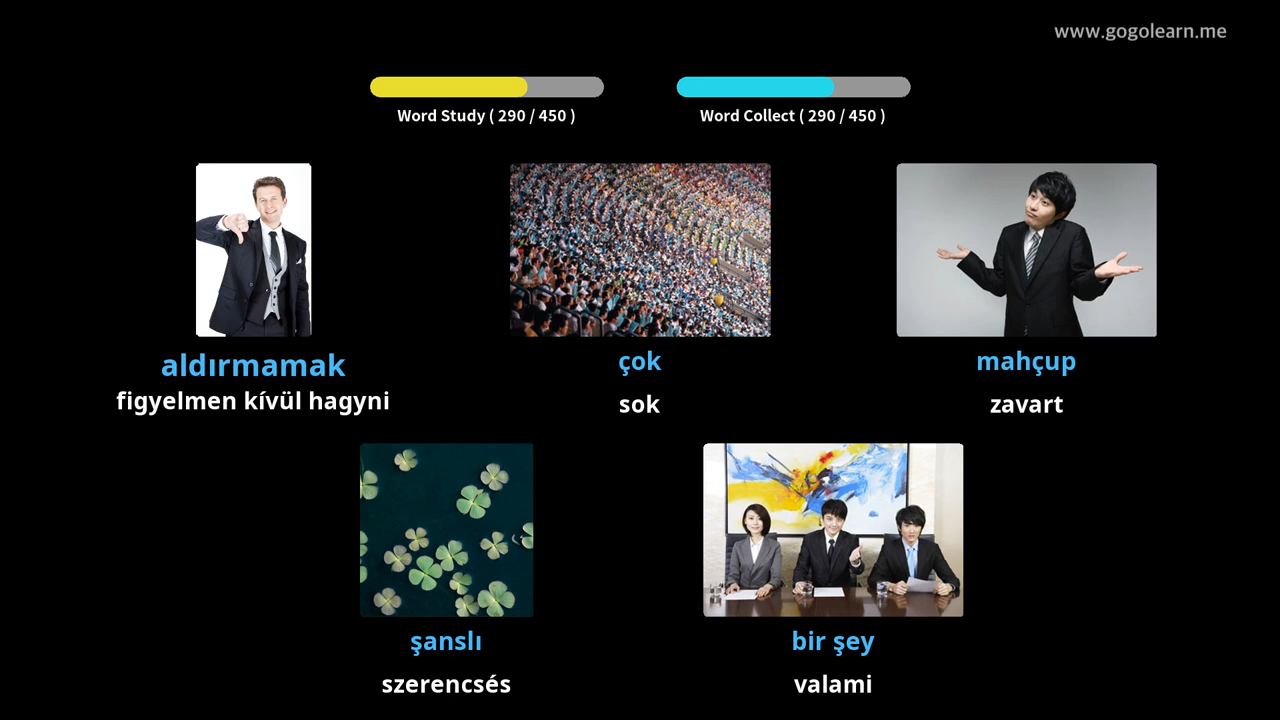 www.gogolearn.me
Word Study ( 290 / 450 )
Word Collect ( 290 / 450 )
aldırmamak
figyelmen kívül hagyni
çok
sok
mahçup
zavart
şanslı
szerencsés
bir şey
valami